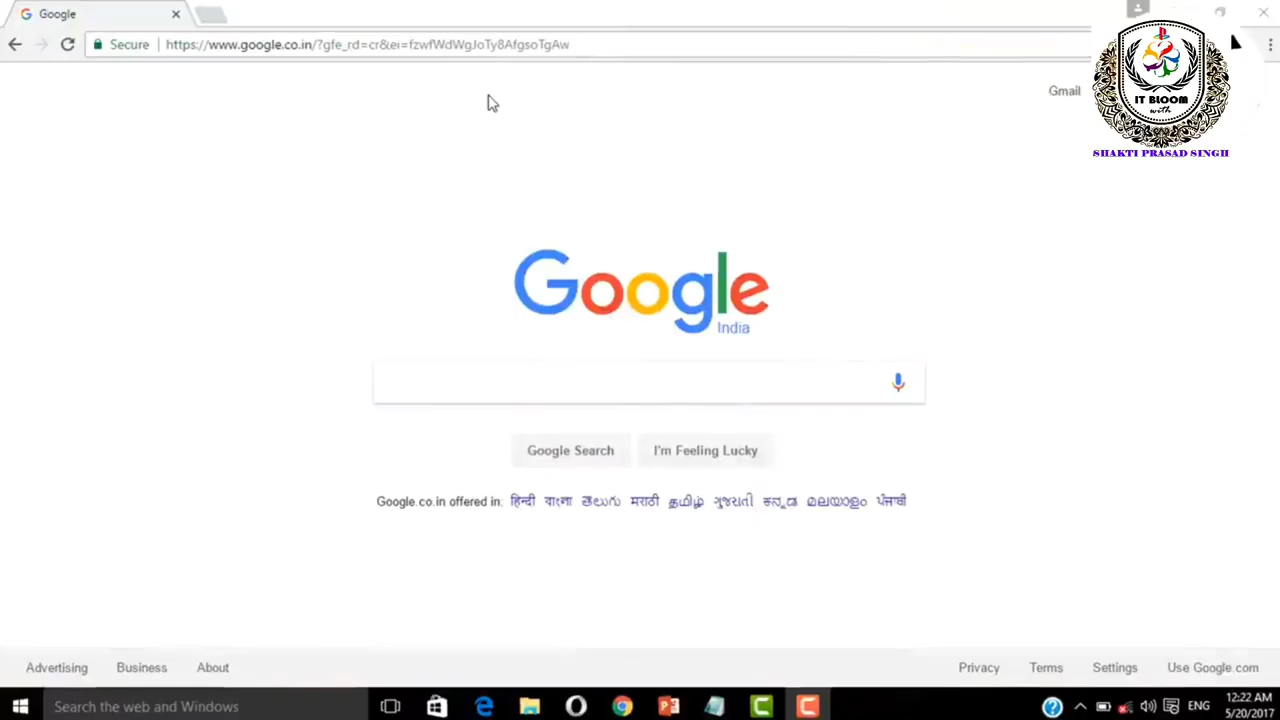 Google
Secure https://www.google.co.in/?gfe_rd=cr&ei=fzwfWdWgJoTy8AfgsoTgAw
Gmail
IT BLOOM
with
SHAKTI PRASAD SINGH
Google
India
Google Search I'm Feeling Lucky
Google.co.in offered in: हिन्दी বাংলা తెలుగు मराठी தமிழ் ગુજરાતી ಕನ್ನಡ മലയാളം ਪੰਜਾਬੀ
Advertising Business About Privacy Terms Settings Use Google.com
Search the web and Windows ENG 12:22 AM
5/20/2017